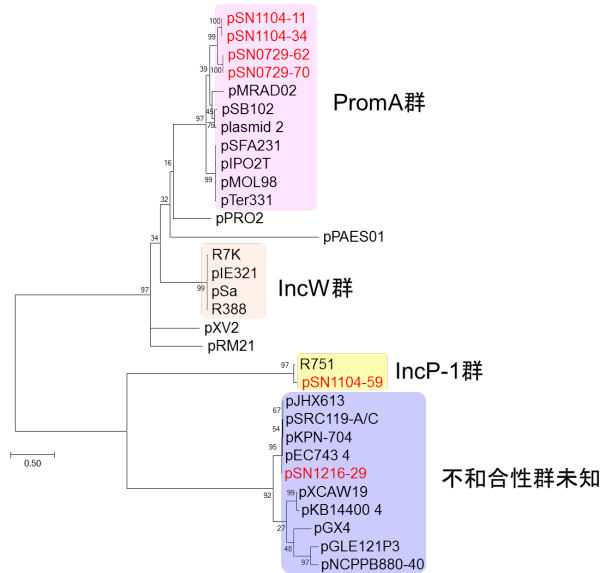 100
pSN1104-11
99
pSN1104-34
39
pSN0729-62
100
pSN0729-70
pMRAD02
PromA群
45
pSB102
97
75
plasmid 2
pSFA231
16
pIPO2T
99
pMOL98
pTer331
32
pPRO2
34
pPAES01
R7K
pIE321
IncW群
99
pSa
97
R388
pXV2
pRM21
97
R751
IncP-1群
pSN1104-59
67
pJHX613
54
pSRC119-A/C
pKPN-704
95
pEC743 4
0.50
pSN1216-29
不和合性群未知
92
99
pXCAW19
pKB14400 4
27
pGX4
48
pGLE121P3
97
pNCPPB880-40